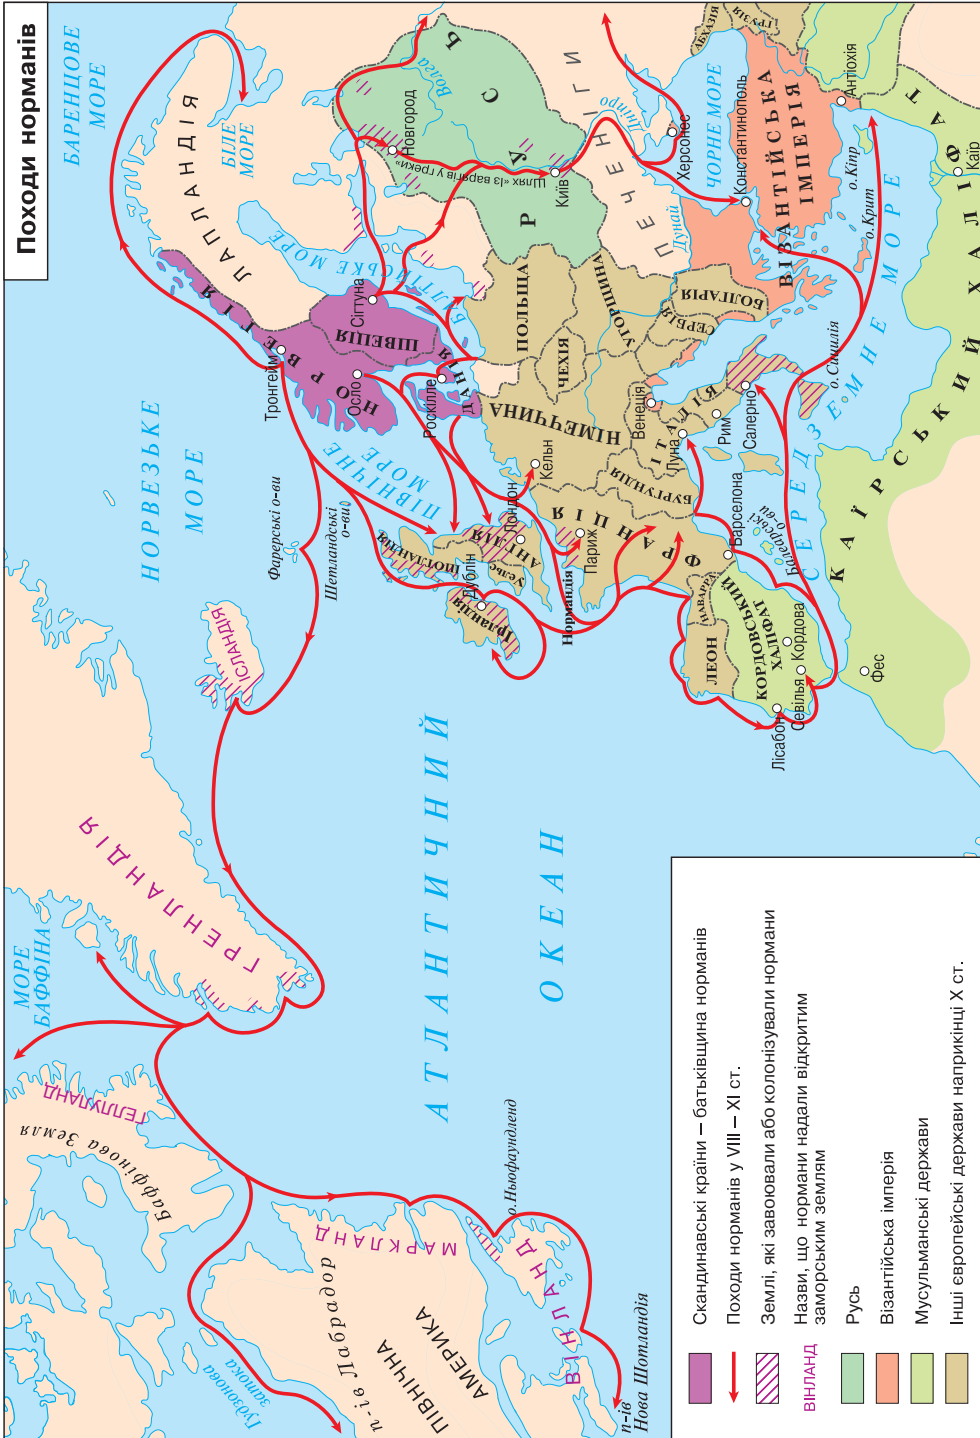 Походи норманів
БАРЕНЦОВЕ
МОРЕ
БІЛЕ
МОРЕ
ЛАПЛАНДІЯ
НОРВЕЗЬКЕ
МОРЕ
НОРВЕГІЯ
Тронгейм
Осло
ШВЕЦІЯ
Сігтуна
ДАНІЯ
Роскілле
БАЛТІЙСЬКЕ МОРЕ
ПІВНІЧНЕ
МОРЕ
Фарерські о-ви
Шетландські
о-ви
ІСЛАНДІЯ
ГРЕНЛАНДІЯ
МОРЕ
БАФФІНА
ГЕЛЛУЛАНД
Баффінова Земля
Гудзонова
затока
п-ів Лабрадор
ПІВНІЧНА
АМЕРИКА
МАРКЛАНД
ВІНЛАНД
о.Ньюфаундленд
п-ів
Нова Шотландія
АТЛАНТИЧНИЙ
ОКЕАН
ШОТЛАНДІЯ
Ірландія
Дублін
Уельс
АНГЛІЯ
Лондон
Нормандія
Париж
ФРАНЦІЯ
Кельн
НІМЕЧЧИНА
БУРГУНДІЯ
ІТАЛІЯ
Венеція
Луна
Рим
Салерно
о.Сицилія
ЧЕХІЯ
ПОЛЬЩА
УГОРЩИНА
СЕРБІЯ
БОЛГАРІЯ
Дунай
РУСЬ
Новгород
Шлях «Із варягів у греки»
Київ
Волга
Дніпро
ПЕЧЕНІГИ
Херсонес
ЧОРНЕ МОРЕ
АБХАЗІЯ
ГРУЗІЯ
Константинополь
ВІЗАНТІЙСЬКА
ІМПЕРІЯ
Антіохія
о.Кіпр
о.Крит
СЕРЕДЗЕМНЕ МОРЕ
Каїр
КАЇРСЬКИЙ ХАЛІФАТ
Барселона
Балеарські
о-ви
НАВАРРА
ЛЕОН
КОРДОВСЬКИЙ
ХАЛІФАТ
Кордова
Севілья
Лісабон
Фес
Скандинавські країни – батьківщина норманів
Походи норманів у VIII – XI ст.
Землі, які завоювали або колонізували нормани
ВІНЛАНД
Назви, що нормани надали відкритим
заморським землям
Русь
Візантійська імперія
Мусульманські держави
Інші європейські держави наприкінці X ст.